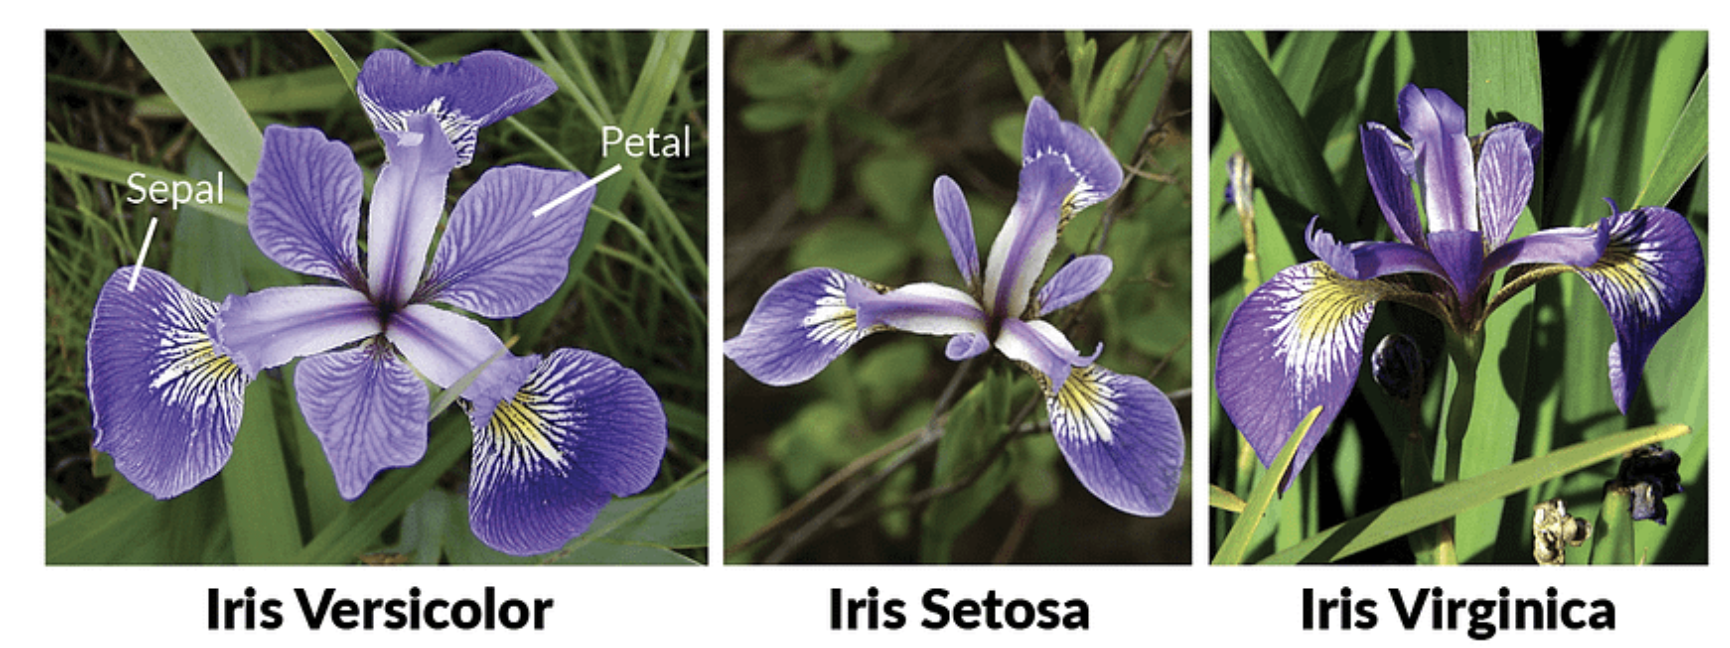 Sepal
Petal
Iris Versicolor
Iris Setosa
Iris Virginica